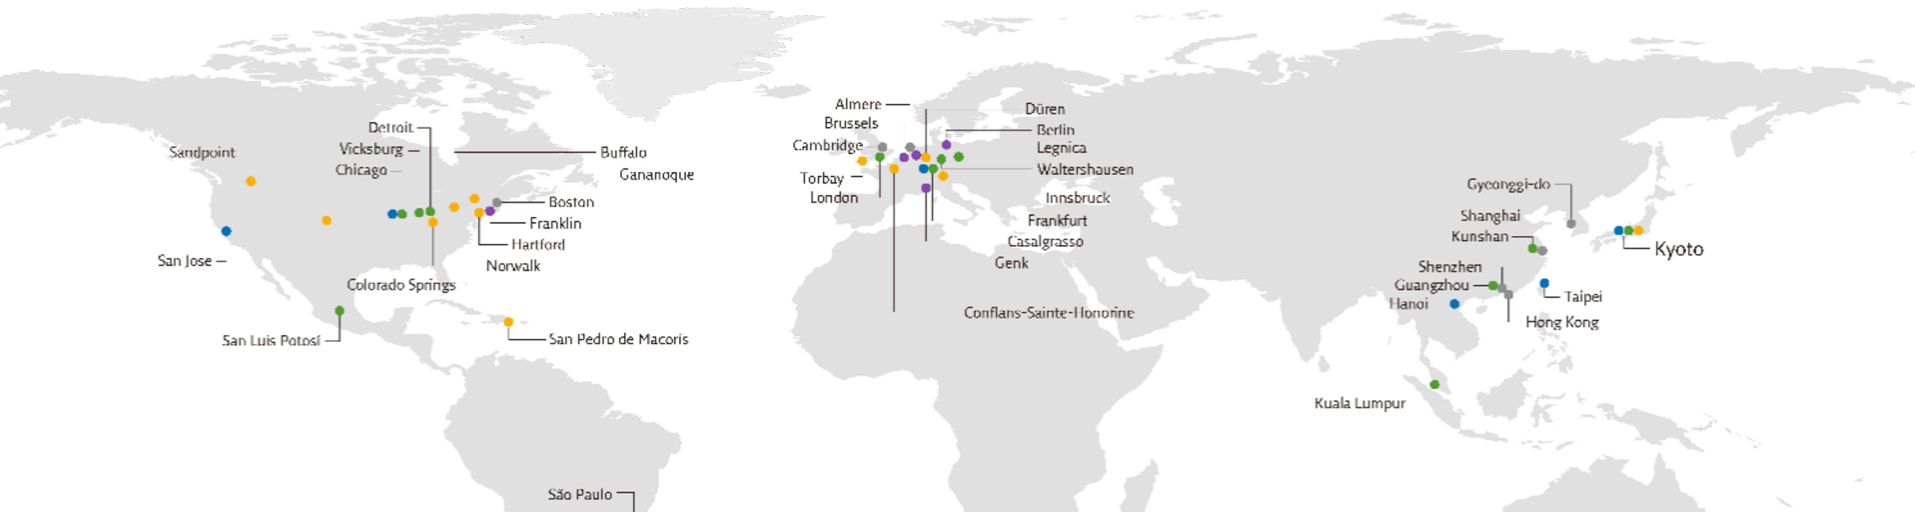 Detroit
Vicksburg
Chicago
Sandpoint
Buffalo
Gananoque
Boston
Franklin
Hartford
Norwalk
San Jose
Colorado Springs
San Luis Potosí
San Pedro de Macoris
São Paulo
Almere
Brussels
Cambridge
Torbay
London
Düren
Berlin
Legnica
Waltershausen
Innsbruck
Frankfurt
Casalgrasso
Genk
Conflans-Sainte-Honorine
Gyeonggi-do
Shanghai
Kunshan
Kyoto
Shenzhen
Guangzhou
Hanoi
Taipei
Hong Kong
Kuala Lumpur